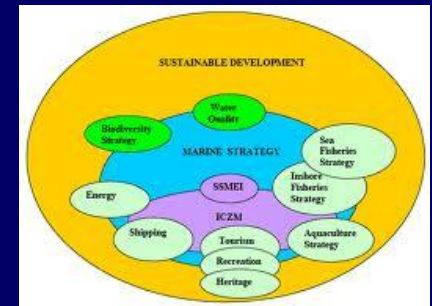 SUSTAINABLE DEVELOPMENT
Water
Quality
Biodiversity
Strategy
MARINE STRATEGY
Sea
Fisheries
Strategy
SSMEI
Inshore
Fisheries
Strategy
Energy
ICZM
Shipping
Tourism
Aquaculture
Strategy
Recreation
Heritage